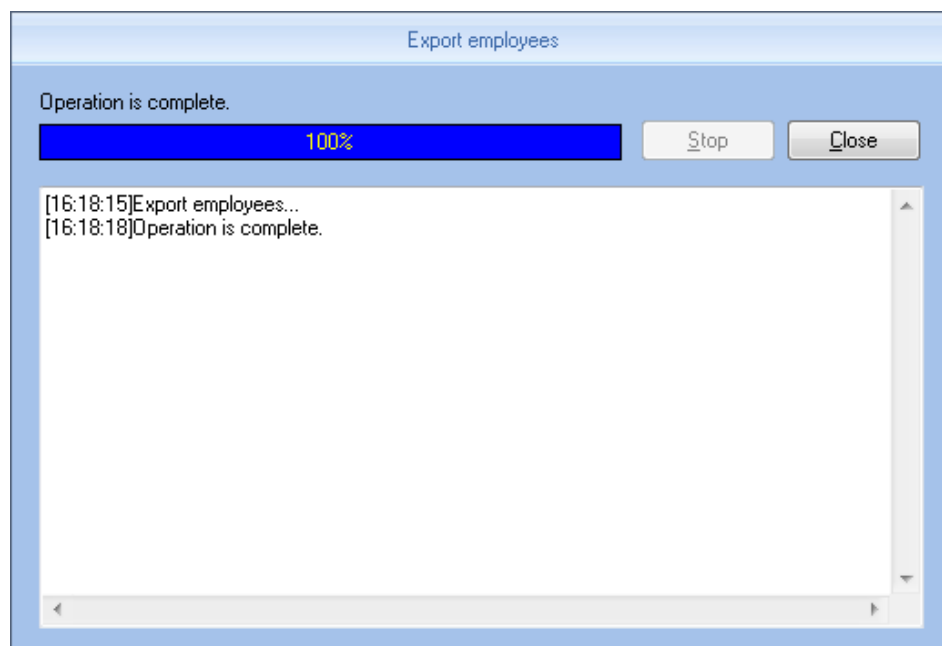 Export employees
Operation is complete.
100%
Stop
Close
[16:18:15]Export employees...
[16:18:18]Operation is complete.